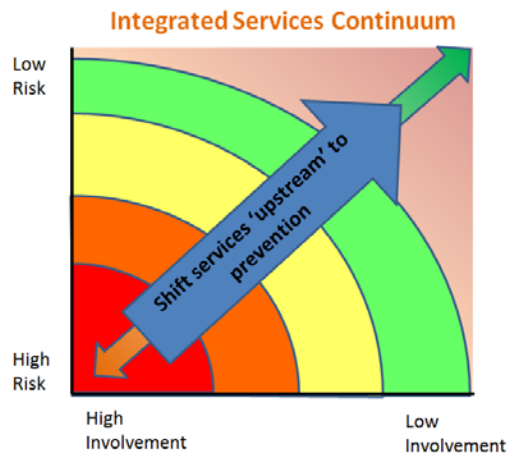 Integrated Services Continuum
Low
Risk
Shift services 'upstream' to
prevention
High
Risk
High
Involvement
Low
Involvement